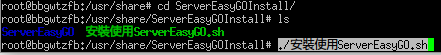 root@bbgwtzfb:/usr/share# cd ServerEasyGOInstall/
root@bbgwtzfb:/usr/share/ServerEasyGOInstall# ls
ServerEasyGO 安裝使用ServerEasyGO.sh
root@bbgwtzfb:/usr/share/ServerEasyGOInstall# ./安裝使用ServerEasyGO.sh